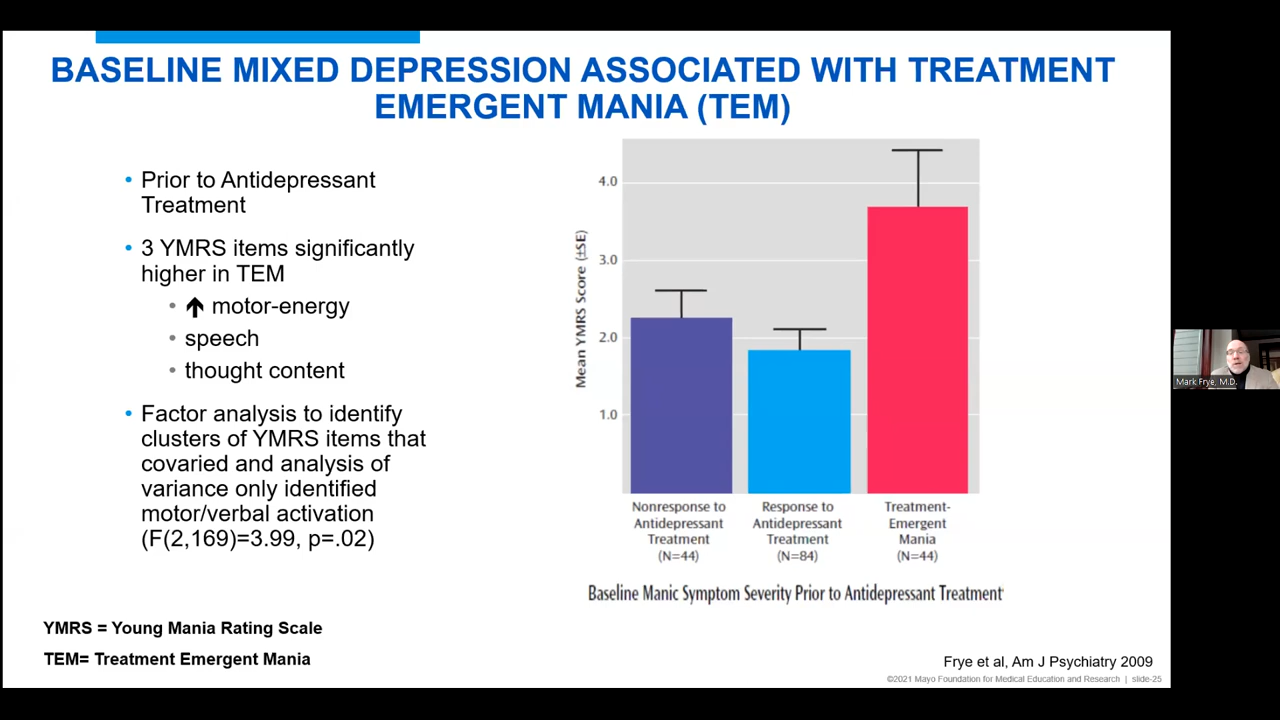 BASELINE MIXED DEPRESSION ASSOCIATED WITH TREATMENT
EMERGENT MANIA (TEM)
• Prior to Antidepressant
Treatment
• 3 YMRS items significantly
higher in TEM
• ↑ motor-energy
• speech
• thought content
• Factor analysis to identify
clusters of YMRS items that
covaried and analysis of
variance only identified
motor/verbal activation
(F(2,169)=3.99, p=.02)
Mean YMRS Score (±SE)
4.0
3.0
2.0
1.0
Nonresponse to
Antidepressant
Treatment
(N=44)
Response to
Antidepressant
Treatment
(N=84)
Treatment-
Emergent
Mania
(N=44)
Baseline Manic Symptom Severity Prior to Antidepressant Treatment
YMRS = Young Mania Rating Scale
TEM= Treatment Emergent Mania
Frye et al, Am J Psychiatry 2009
©2021 Mayo Foundation for Medical Education and Research | slide-25
Mark Frye, M.D.